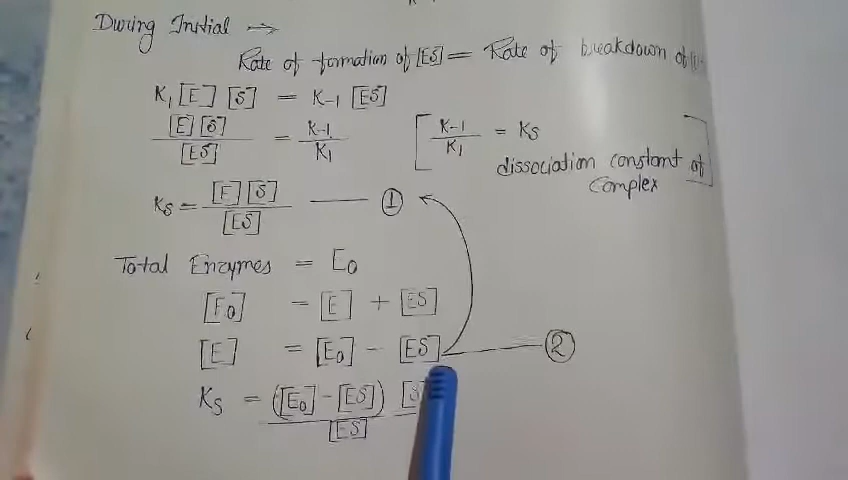 During Initial →
Rate of formation of [ES] = Rate of breakdown of
K1 [E] [S] = K-1 [ES]
[E] [S] / [ES] = K-1 / K1 [ K-1 / K1 = KS
dissociation constant of
Complex ]
KS = [E] [S] / [ES] —— ①
Total Enzymes = E0
[E0] = [E] + [ES]
[E] = [E0] - [ES] —— ②
KS = ([E0] - [ES]) [S] / [ES]